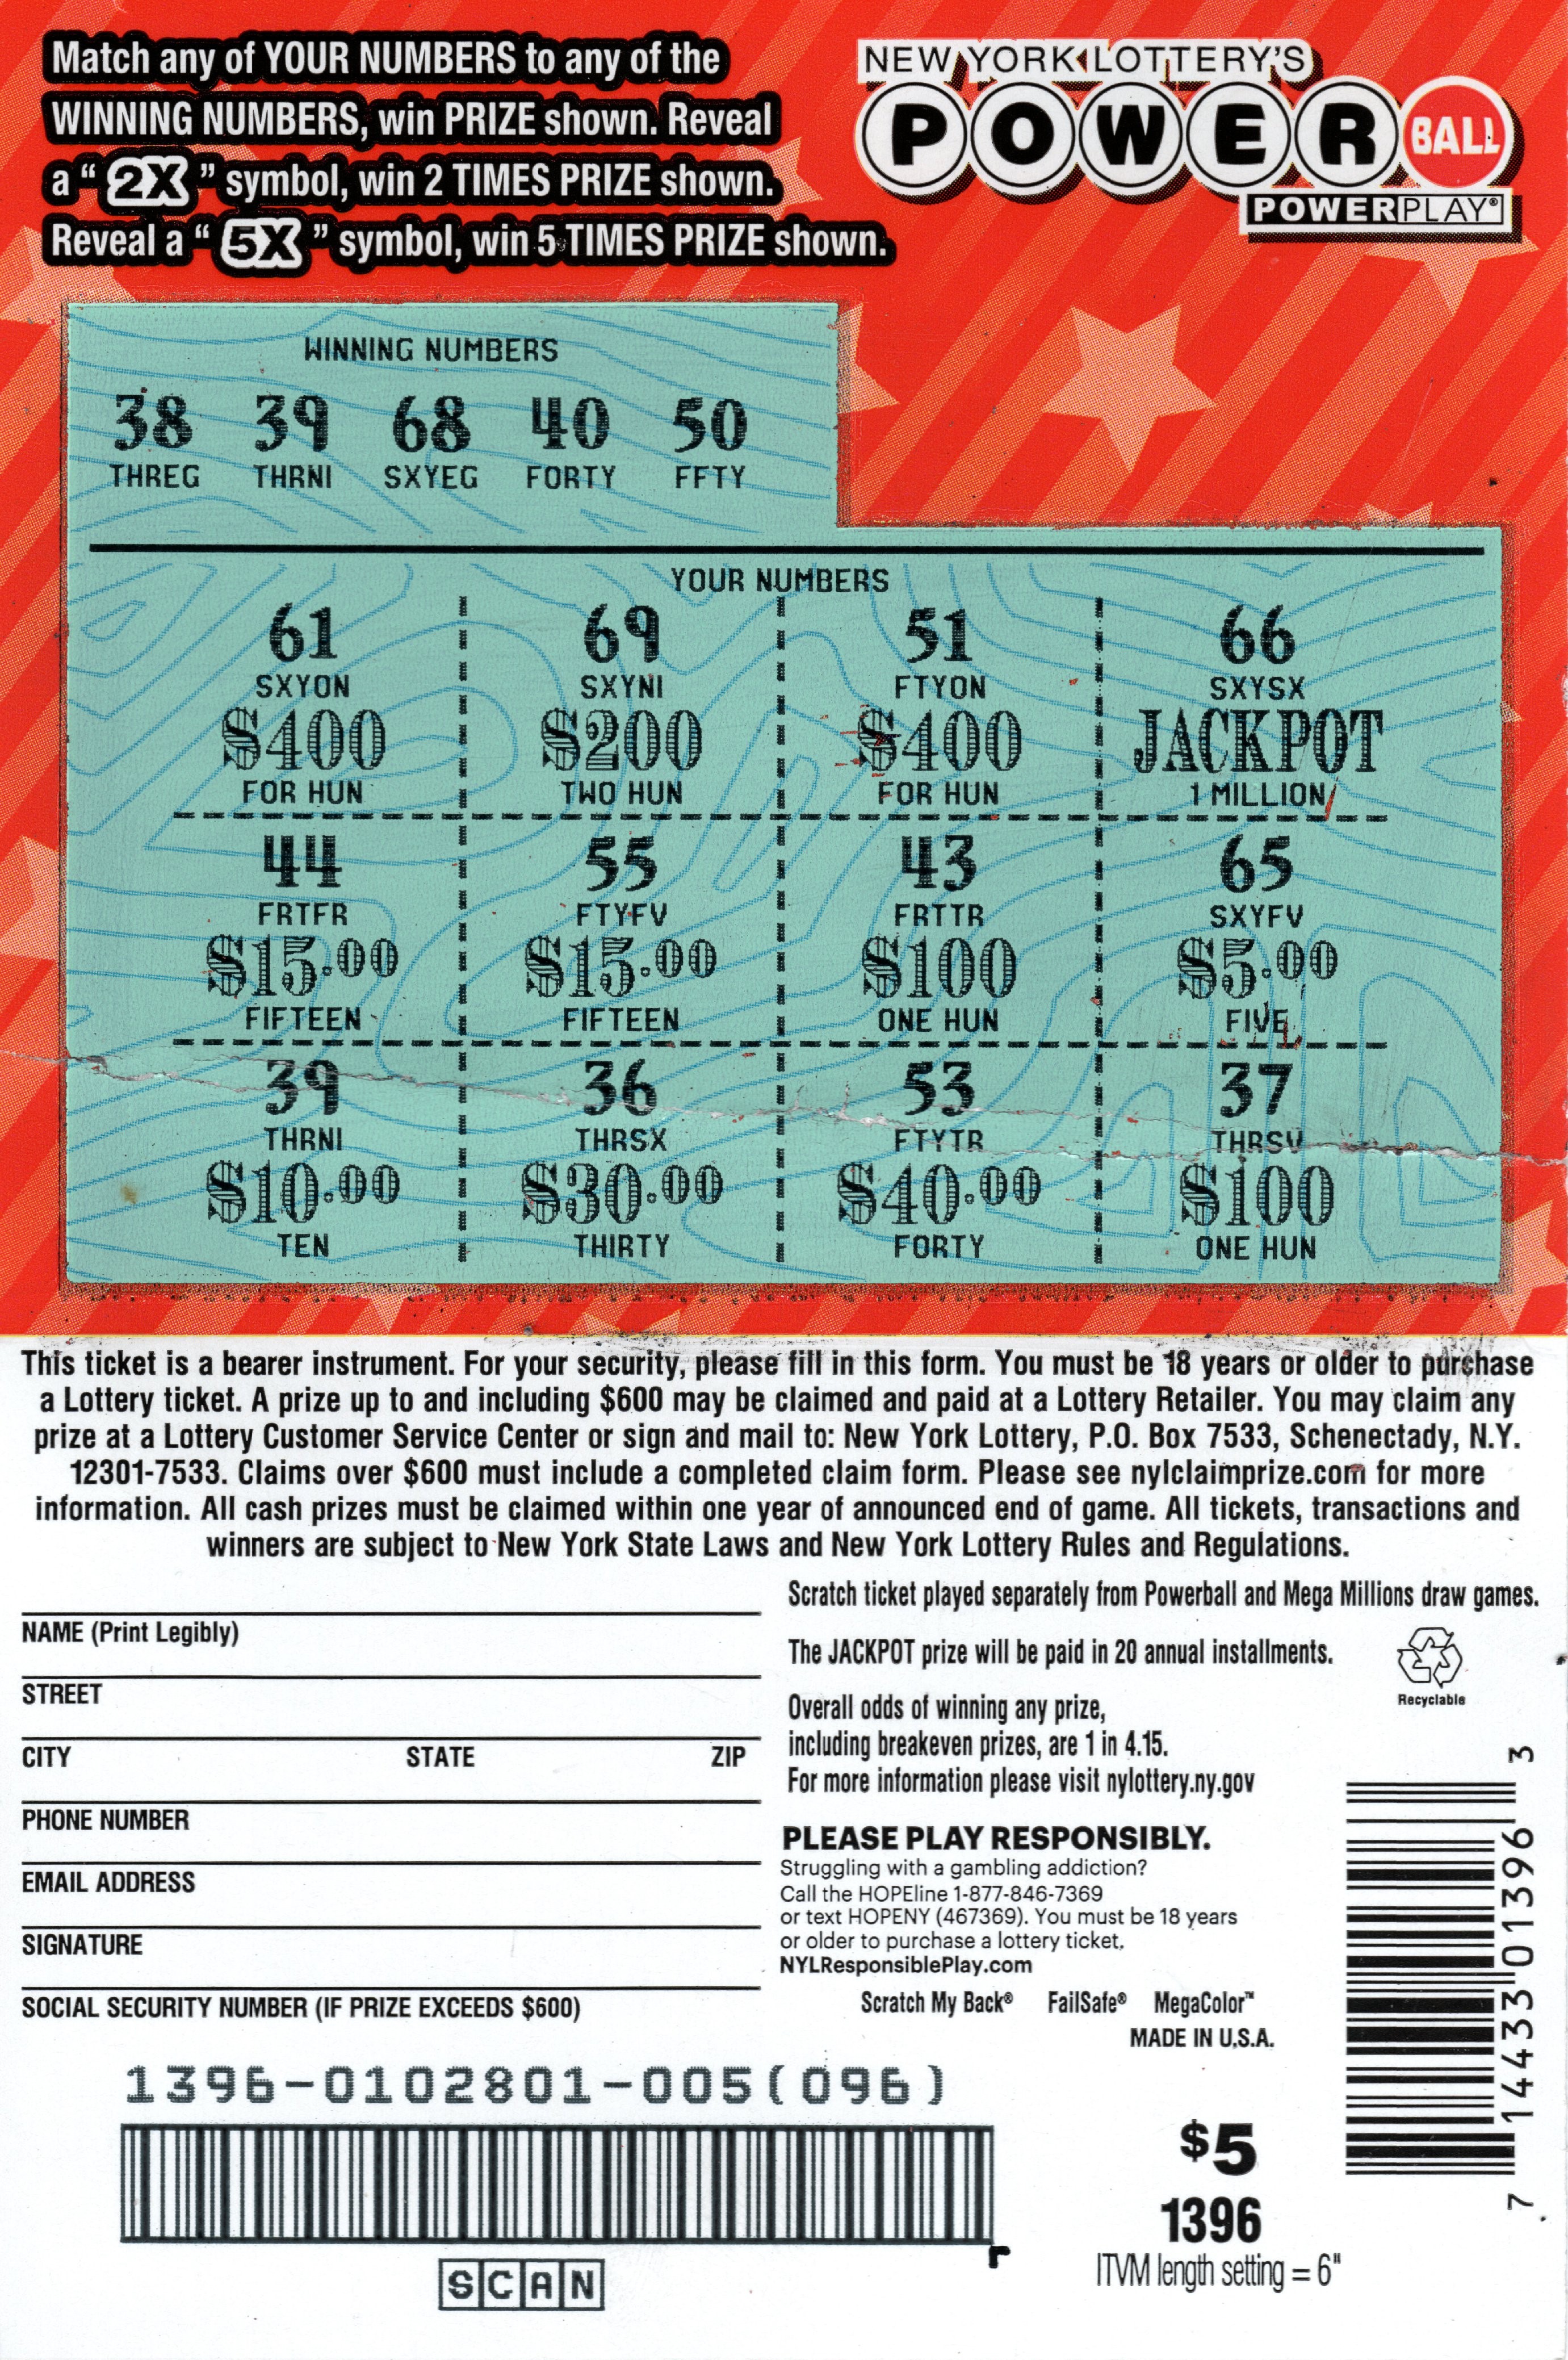 Match any of YOUR NUMBERS to any of the
WINNING NUMBERS, win PRIZE shown. Reveal
a “ 2X ” symbol, win 2 TIMES PRIZE shown.
Reveal a “ 5X ” symbol, win 5 TIMES PRIZE shown.
NEW YORK LOTTERY'S
POWER BALL
POWERPLAY®
WINNING NUMBERS
38 39 68 40 50
THREG THRNI SXYEG FORTY FFTY
YOUR NUMBERS
61 69 51 66
SXYON SXYNI FTYON SXYSX
$400 $200 $400 JACKPOT
FOR HUN TWO HUN FOR HUN 1 MILLION
44 55 43 65
FRTFR FTYFV FRTTR SXYFV
$15.00 $15.00 $100 $5.00
FIFTEEN FIFTEEN ONE HUN FIVE
39 36 53 37
THRNI THRSX FTYTR THRSV
$10.00 $30.00 $40.00 $100
TEN THIRTY FORTY ONE HUN
This ticket is a bearer instrument. For your security, please fill in this form. You must be 18 years or older to purchase
a Lottery ticket. A prize up to and including $600 may be claimed and paid at a Lottery Retailer. You may claim any
prize at a Lottery Customer Service Center or sign and mail to: New York Lottery, P.O. Box 7533, Schenectady, N.Y.
12301-7533. Claims over $600 must include a completed claim form. Please see nylclaimprize.com for more
information. All cash prizes must be claimed within one year of announced end of game. All tickets, transactions and
winners are subject to New York State Laws and New York Lottery Rules and Regulations.
NAME (Print Legibly)
STREET
CITY STATE ZIP
PHONE NUMBER
EMAIL ADDRESS
SIGNATURE
SOCIAL SECURITY NUMBER (IF PRIZE EXCEEDS $600)
Scratch ticket played separately from Powerball and Mega Millions draw games.
The JACKPOT prize will be paid in 20 annual installments.
Recyclable
Overall odds of winning any prize,
including breakeven prizes, are 1 in 4.15.
For more information please visit nylottery.ny.gov
PLEASE PLAY RESPONSIBLY.
Struggling with a gambling addiction?
Call the HOPEline 1-877-846-7369
or text HOPENY (467369). You must be 18 years
or older to purchase a lottery ticket.
NYLResponsiblePlay.com
Scratch My Back® FailSafe® MegaColor™
MADE IN U.S.A.
7 14433 01396 3
1396-0102801-005(096)
SCAN
$5
1396
ITVM length setting = 6"